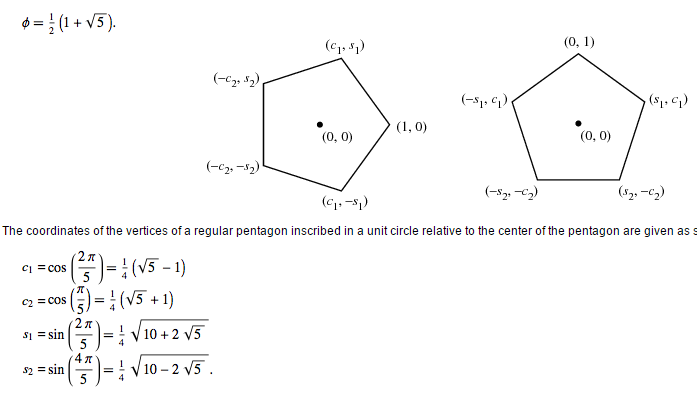 ϕ = 1/2 (1 + √5).
(c₁, s₁)
(0, 1)
(−c₂, s₂)
(−s₁, c₁)
(s₁, c₁)
(1, 0)
(0, 0)
(0, 0)
(−c₂, −s₂)
(−s₂, −c₂)
(s₂, −c₂)
(c₁, −s₁)
The coordinates of the vertices of a regular pentagon inscribed in a unit circle relative to the center of the pentagon are given as s
c₁ = cos (2π/5) = 1/4 (√5 − 1)
c₂ = cos (π/5) = 1/4 (√5 + 1)
s₁ = sin (2π/5) = 1/4 √(10 + 2 √5)
s₂ = sin (4π/5) = 1/4 √(10 − 2 √5) .